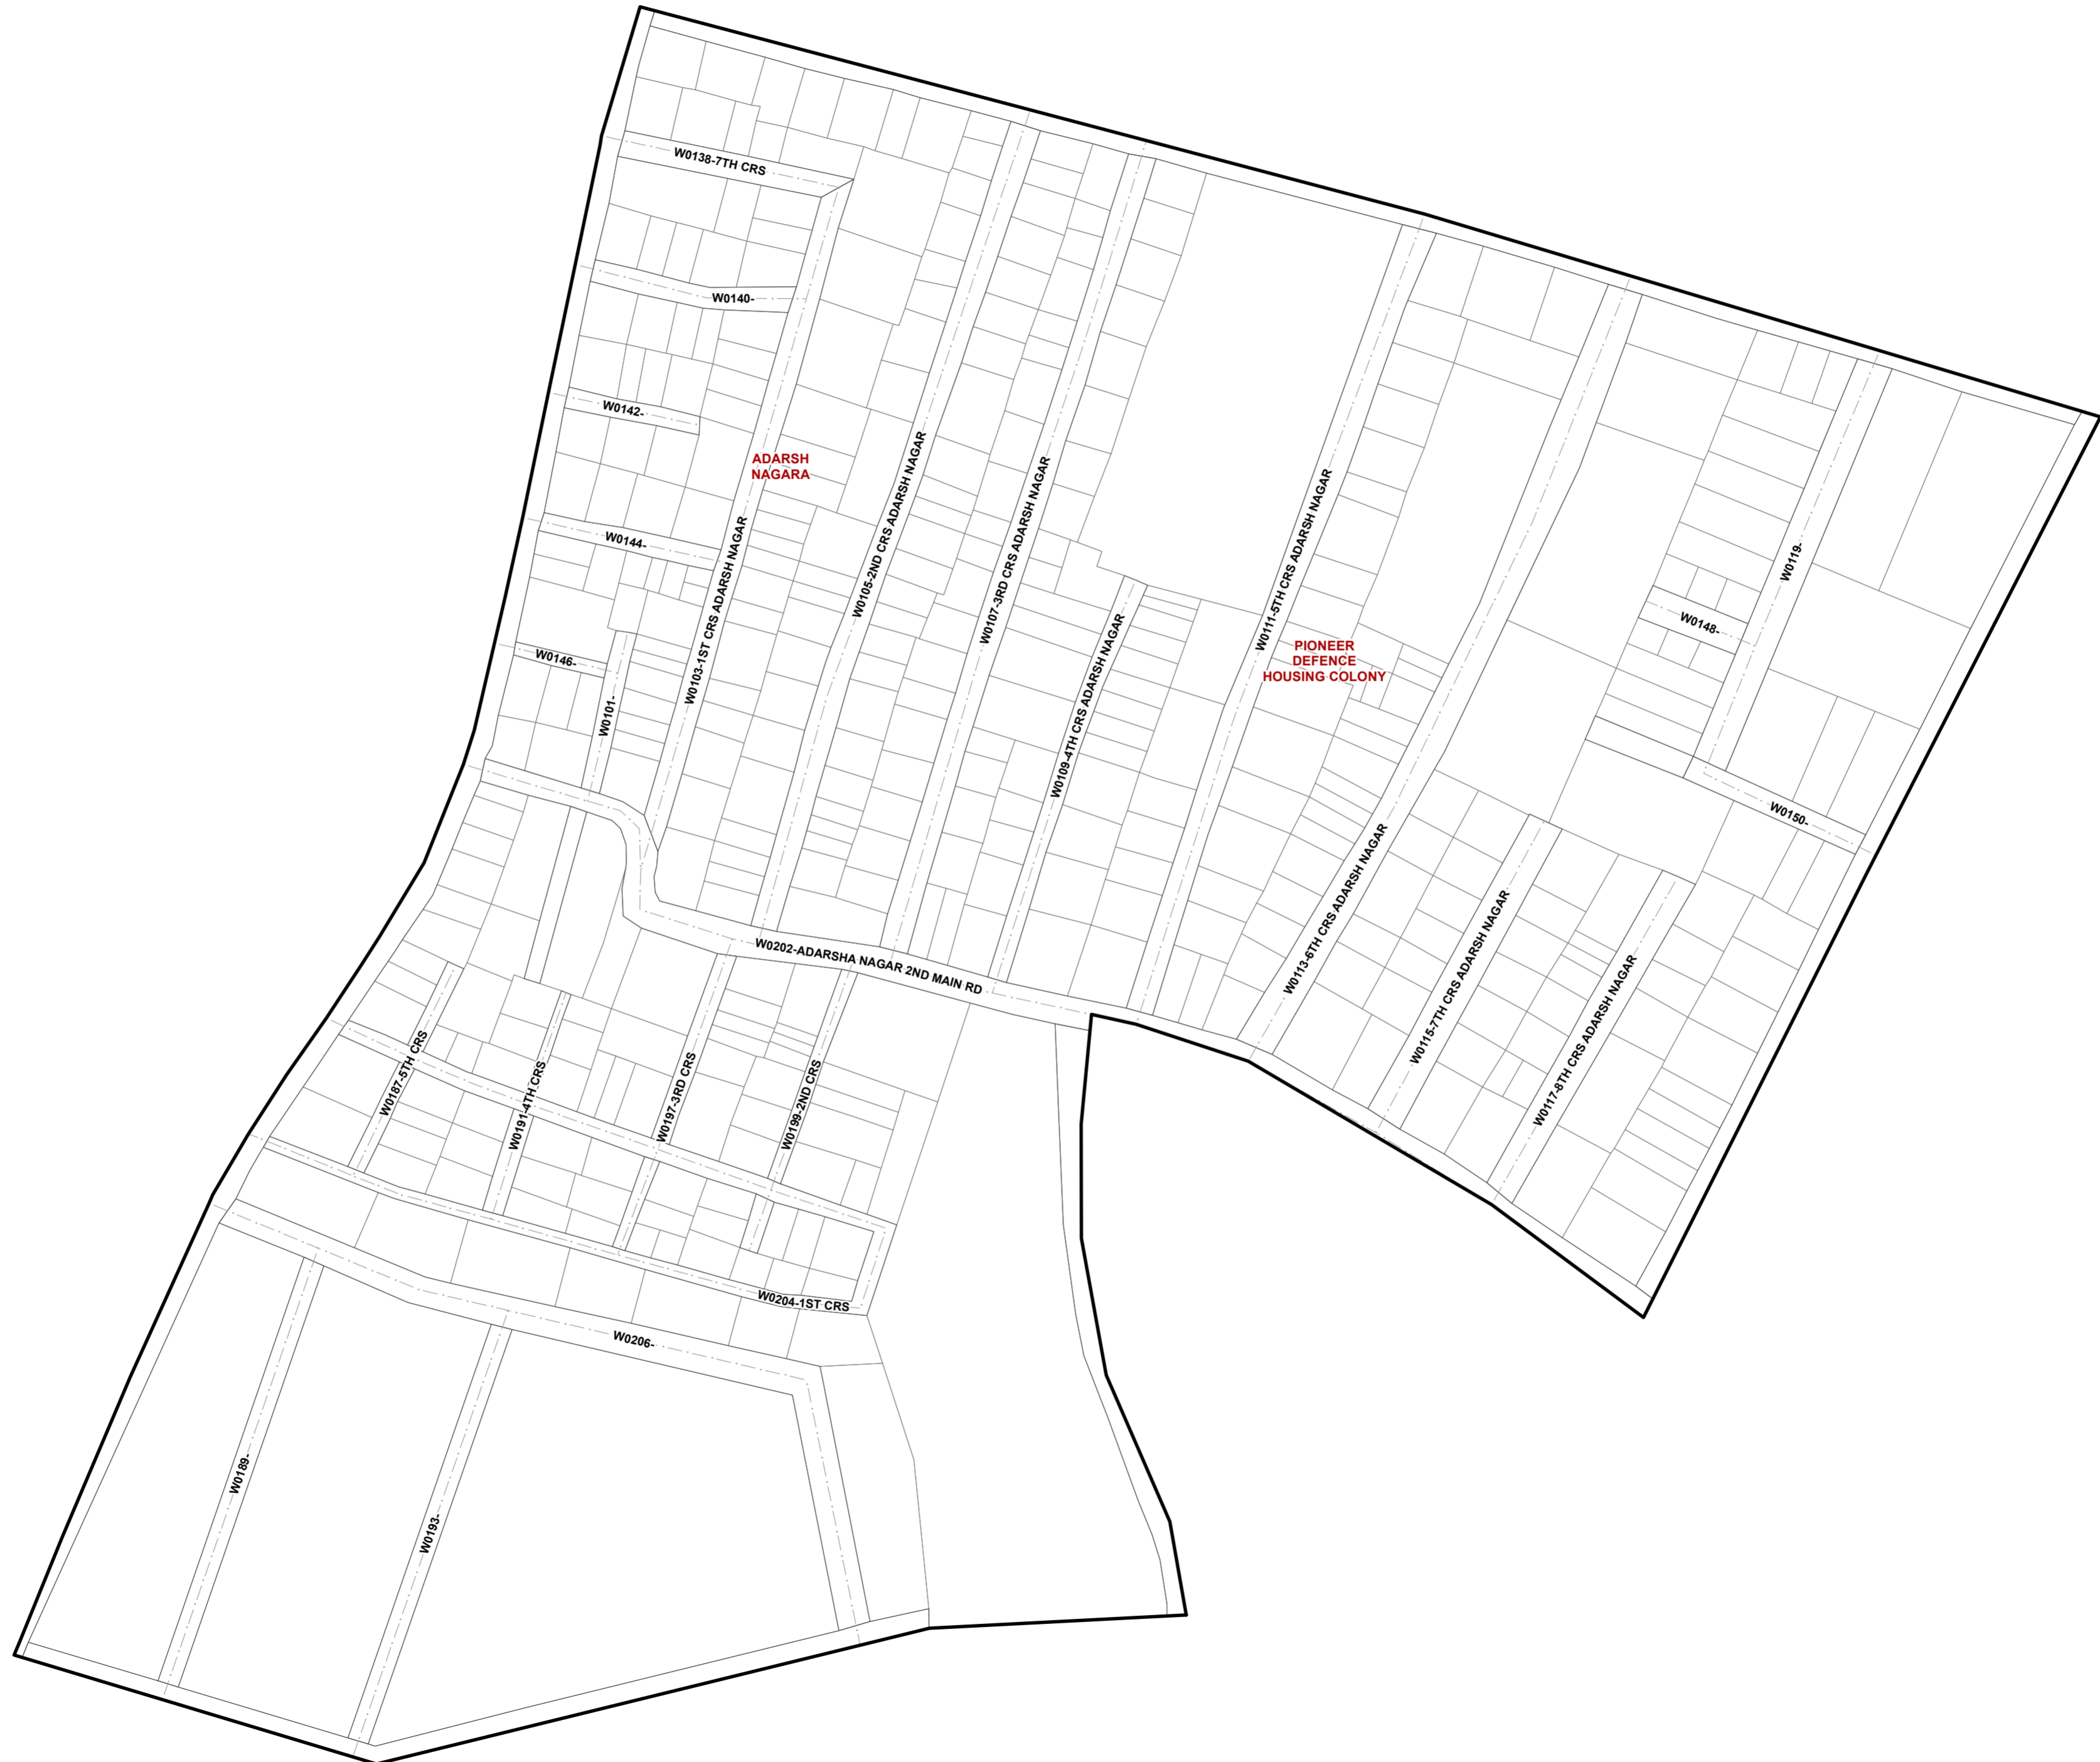 W0138-7TH CRS
W0140-
W0142-
ADARSH
NAGARA
W0144-
W0146-
W0101-
W0103-1ST CRS ADARSH NAGAR
W0105-2ND CRS ADARSH NAGAR
W0107-3RD CRS ADARSH NAGAR
W0109-4TH CRS ADARSH NAGAR
W0111-5TH CRS ADARSH NAGAR
PIONEER
DEFENCE
HOUSING COLONY
W0119-
W0148-
W0150-
W0113-6TH CRS ADARSH NAGAR
W0115-7TH CRS ADARSH NAGAR
W0117-8TH CRS ADARSH NAGAR
W0202-ADARSHA NAGAR 2ND MAIN RD
W0187-5TH CRS
W0191-4TH CRS
W0197-3RD CRS
W0199-2ND CRS
W0204-1ST CRS
W0206-
W0189-
W0193-